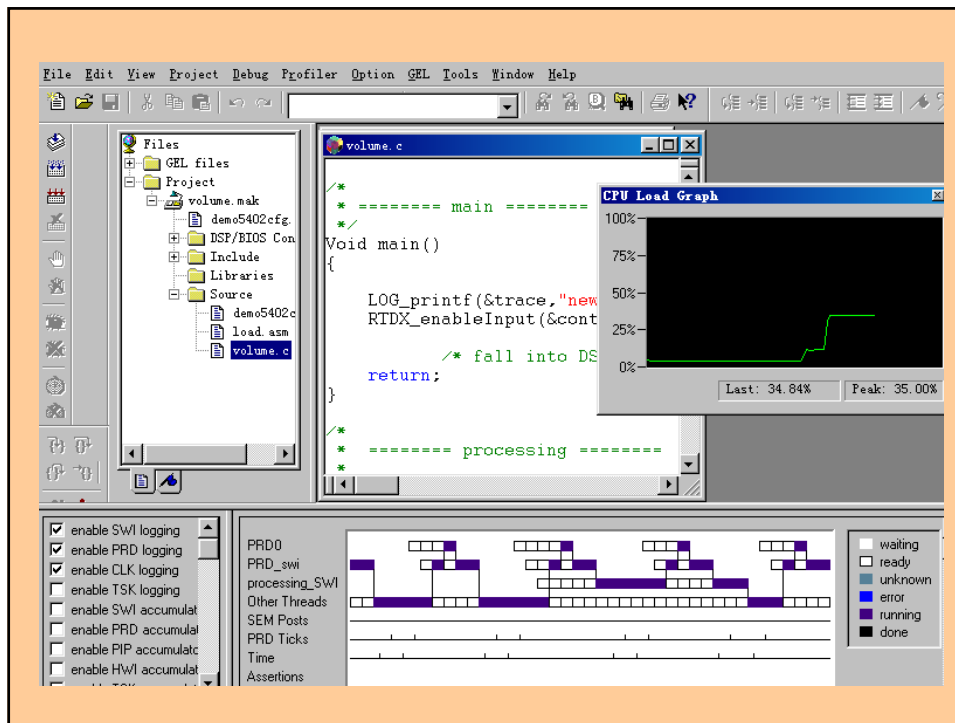 File Edit View Project Debug Profiler Option GEL Tools Window Help
Files
GEL files
Project
volume.mak
demo5402cfg.
DSP/BIOS Con
Include
Libraries
Source
demo5402c
load.asm
volume.c
volume.c
/*
* ======== main ========
*/
Void main()
{
LOG_printf(&trace,"new
RTDX_enableInput(&cont
/* fall into DS
return;
}
/*
* ======== processing ========
*
CPU Load Graph
100%
75%
50%
25%
0%
Last: 34.84%
Peak: 35.00%
enable SWI logging
enable PRD logging
enable CLK logging
enable TSK logging
enable SWI accumulat
enable PRD accumulat
enable PIP accumulato
enable HWI accumulat
PRD0
PRD_swi
processing_SWI
Other Threads
SEM Posts
PRD Ticks
Time
Assertions
waiting
ready
unknown
error
running
done